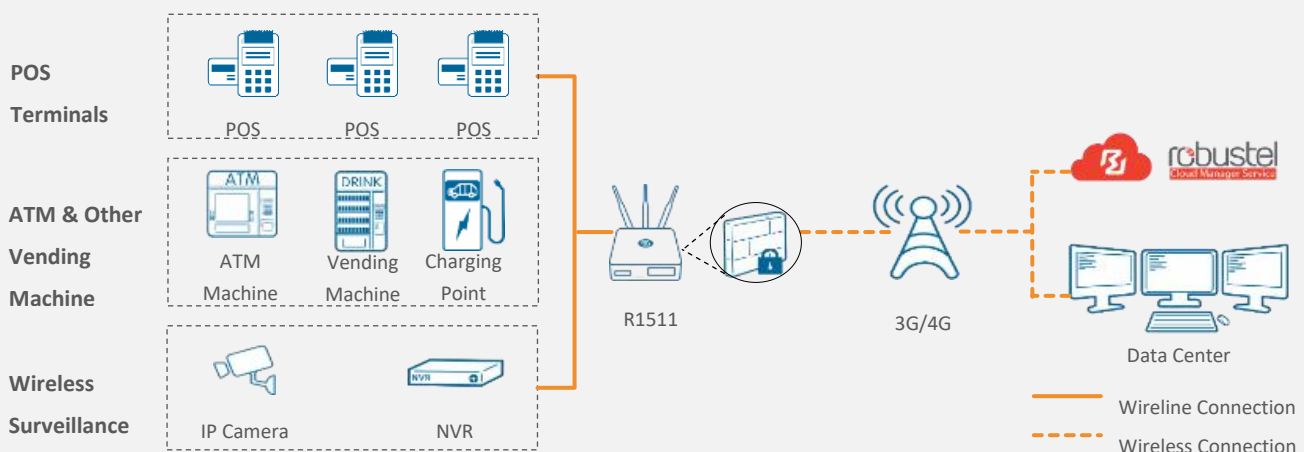 POS
Terminals
POS
POS
POS
ATM & Other
Vending
Machine
ATM
DRINK
ATM
Machine
Vending
Machine
Charging
Point
Wireless
Surveillance
NVR
IP Camera
NVR
R1511
3G/4G
robustel
Cloud Manager Service
Data Center
Wireline Connection
Wireless Connection